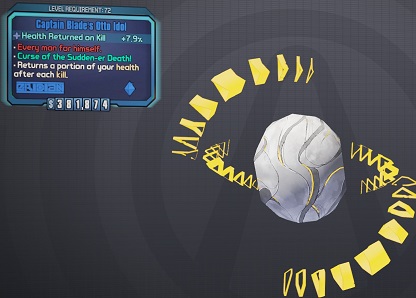 LEVEL REQUIREMENT: 72
Captain Blade's Otto Idol
+ Health Returned on Kill +7.9%
• Every man for himself.
• Curse of the Sudden-er Death!
• Returns a portion of your health
after each kill.
$381,874